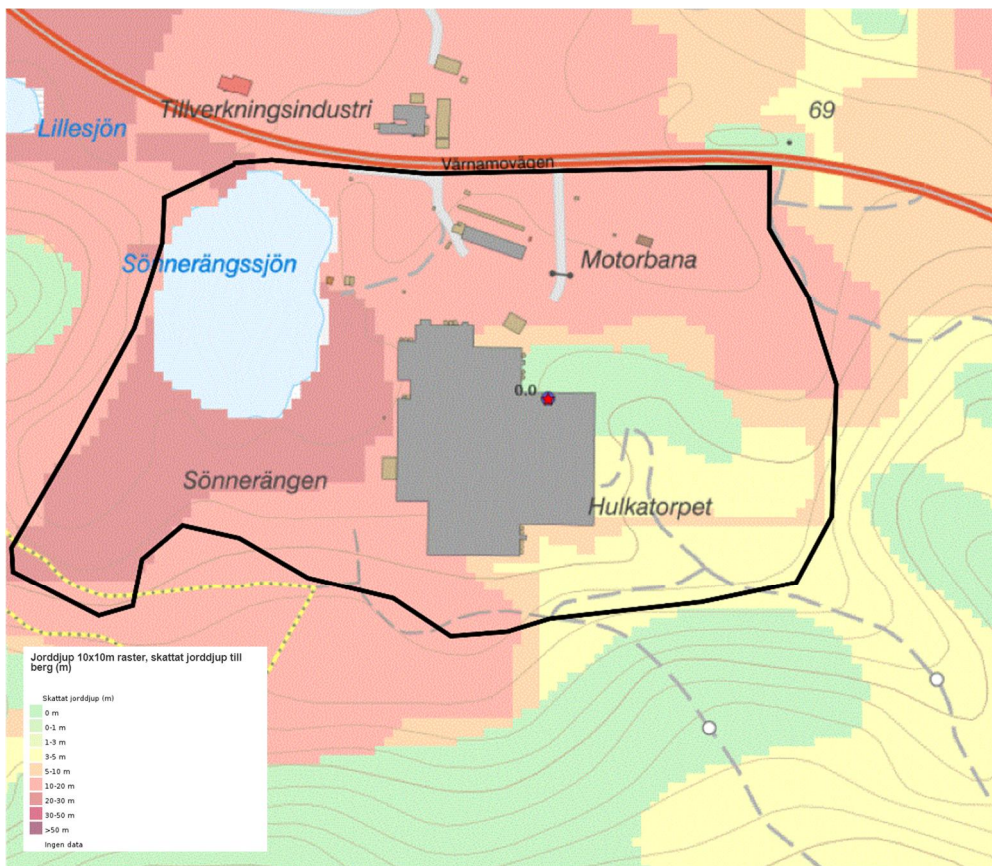 Tillverkningsindustri
69
Lillesjön
Värnamovägen
Sönnerängssjön
Motorbana
0.0
Sönnerängen
Hulkatorpet
Jorddjup 10x10m raster, skattat jorddjup till
berg (m)
Skattat jorddjup (m)
0 m
0-1 m
1-3 m
3-5 m
5-10 m
10-20 m
20-30 m
30-50 m
>50 m
Ingen data